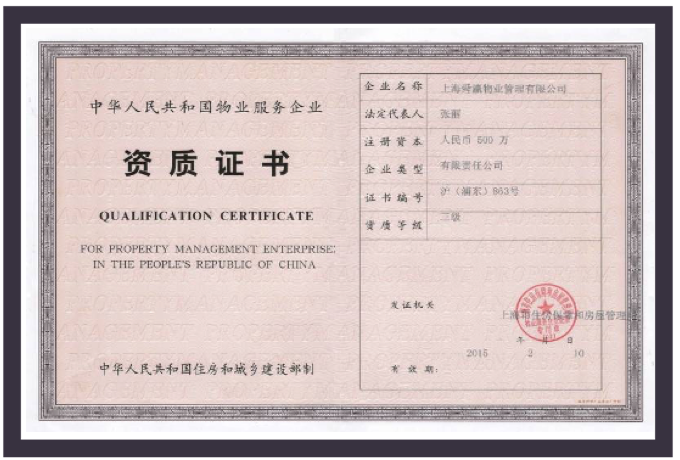 中华人民共和国物业服务企业
资质证书
QUALIFICATION CERTIFICATE
FOR PROPERTY MANAGEMENT ENTERPRISE
IN THE PEOPLE'S REPUBLIC OF CHINA
中华人民共和国住房和城乡建设部制
企业名称 上海舜瀛物业管理有限公司
法定代表人 张丽
注册资本 人民币 500 万
企业类型 有限责任公司
证书编号 沪(浦东)863号
资质等级 三级
发证机关
上海市住房保障和房屋管理
年 月 日
2015 2 10
有效期: